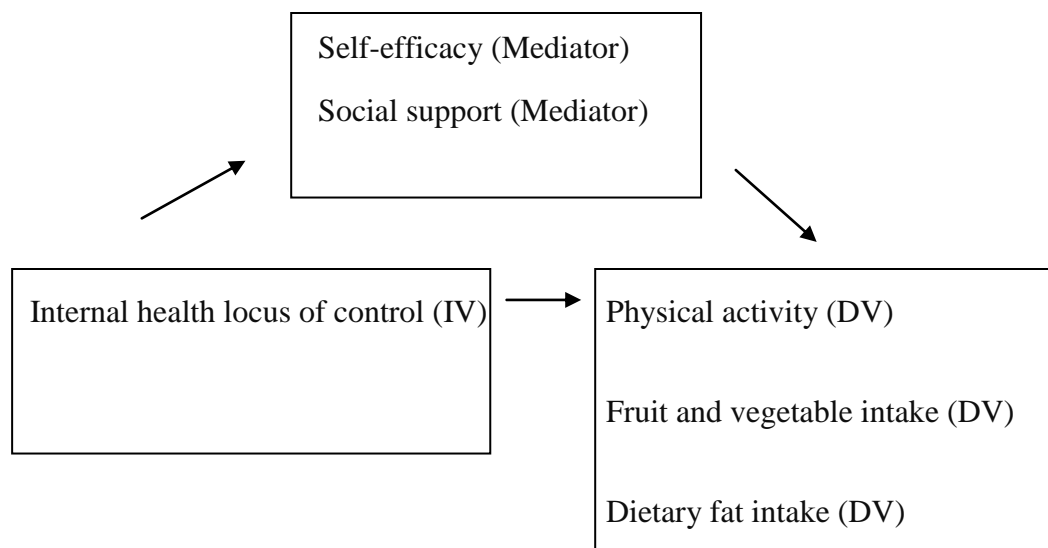 Self-efficacy (Mediator)
Social support (Mediator)
Internal health locus of control (IV)
Physical activity (DV)
Fruit and vegetable intake (DV)
Dietary fat intake (DV)